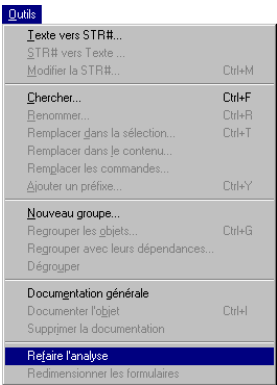 Outils
Texte vers STR#...
STR# vers Texte ...
Modifier la STR#... Ctrl+M
Chercher... Ctrl+F
Renommer... Ctrl+R
Remplacer dans la sélection... Ctrl+T
Remplacer dans le contenu...
Remplacer les commandes...
Ajouter un préfixe... Ctrl+Y
Nouveau groupe...
Regrouper les objets... Ctrl+G
Regrouper avec leurs dépendances...
Dégrouper
Documentation générale
Documenter l'objet Ctrl+I
Supprimer la documentation
Refaire l'analyse
Redimensionner les formulaires